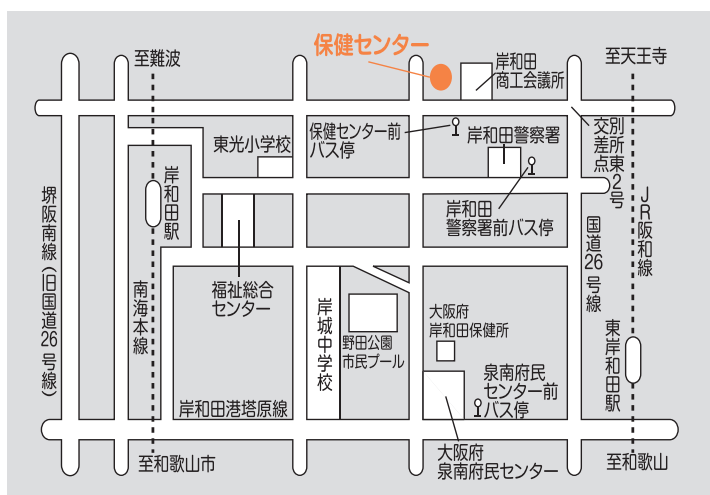 保健センター
至難波
至天王寺
岸和田
商工会議所
保健センター前
バス停
岸和田警察署
別所東2号
交差点
東光小学校
岸和田駅
岸和田
警察署前バス停
堺阪南線(旧国道26号線)
南海本線
福祉総合
センター
国道26号線
JR阪和線
岸城中学校
野田公園
市民プール
大阪府
岸和田保健所
泉南府民
センター前
バス停
東岸和田駅
岸和田港塔原線
至和歌山市
大阪府
泉南府民センター
至和歌山